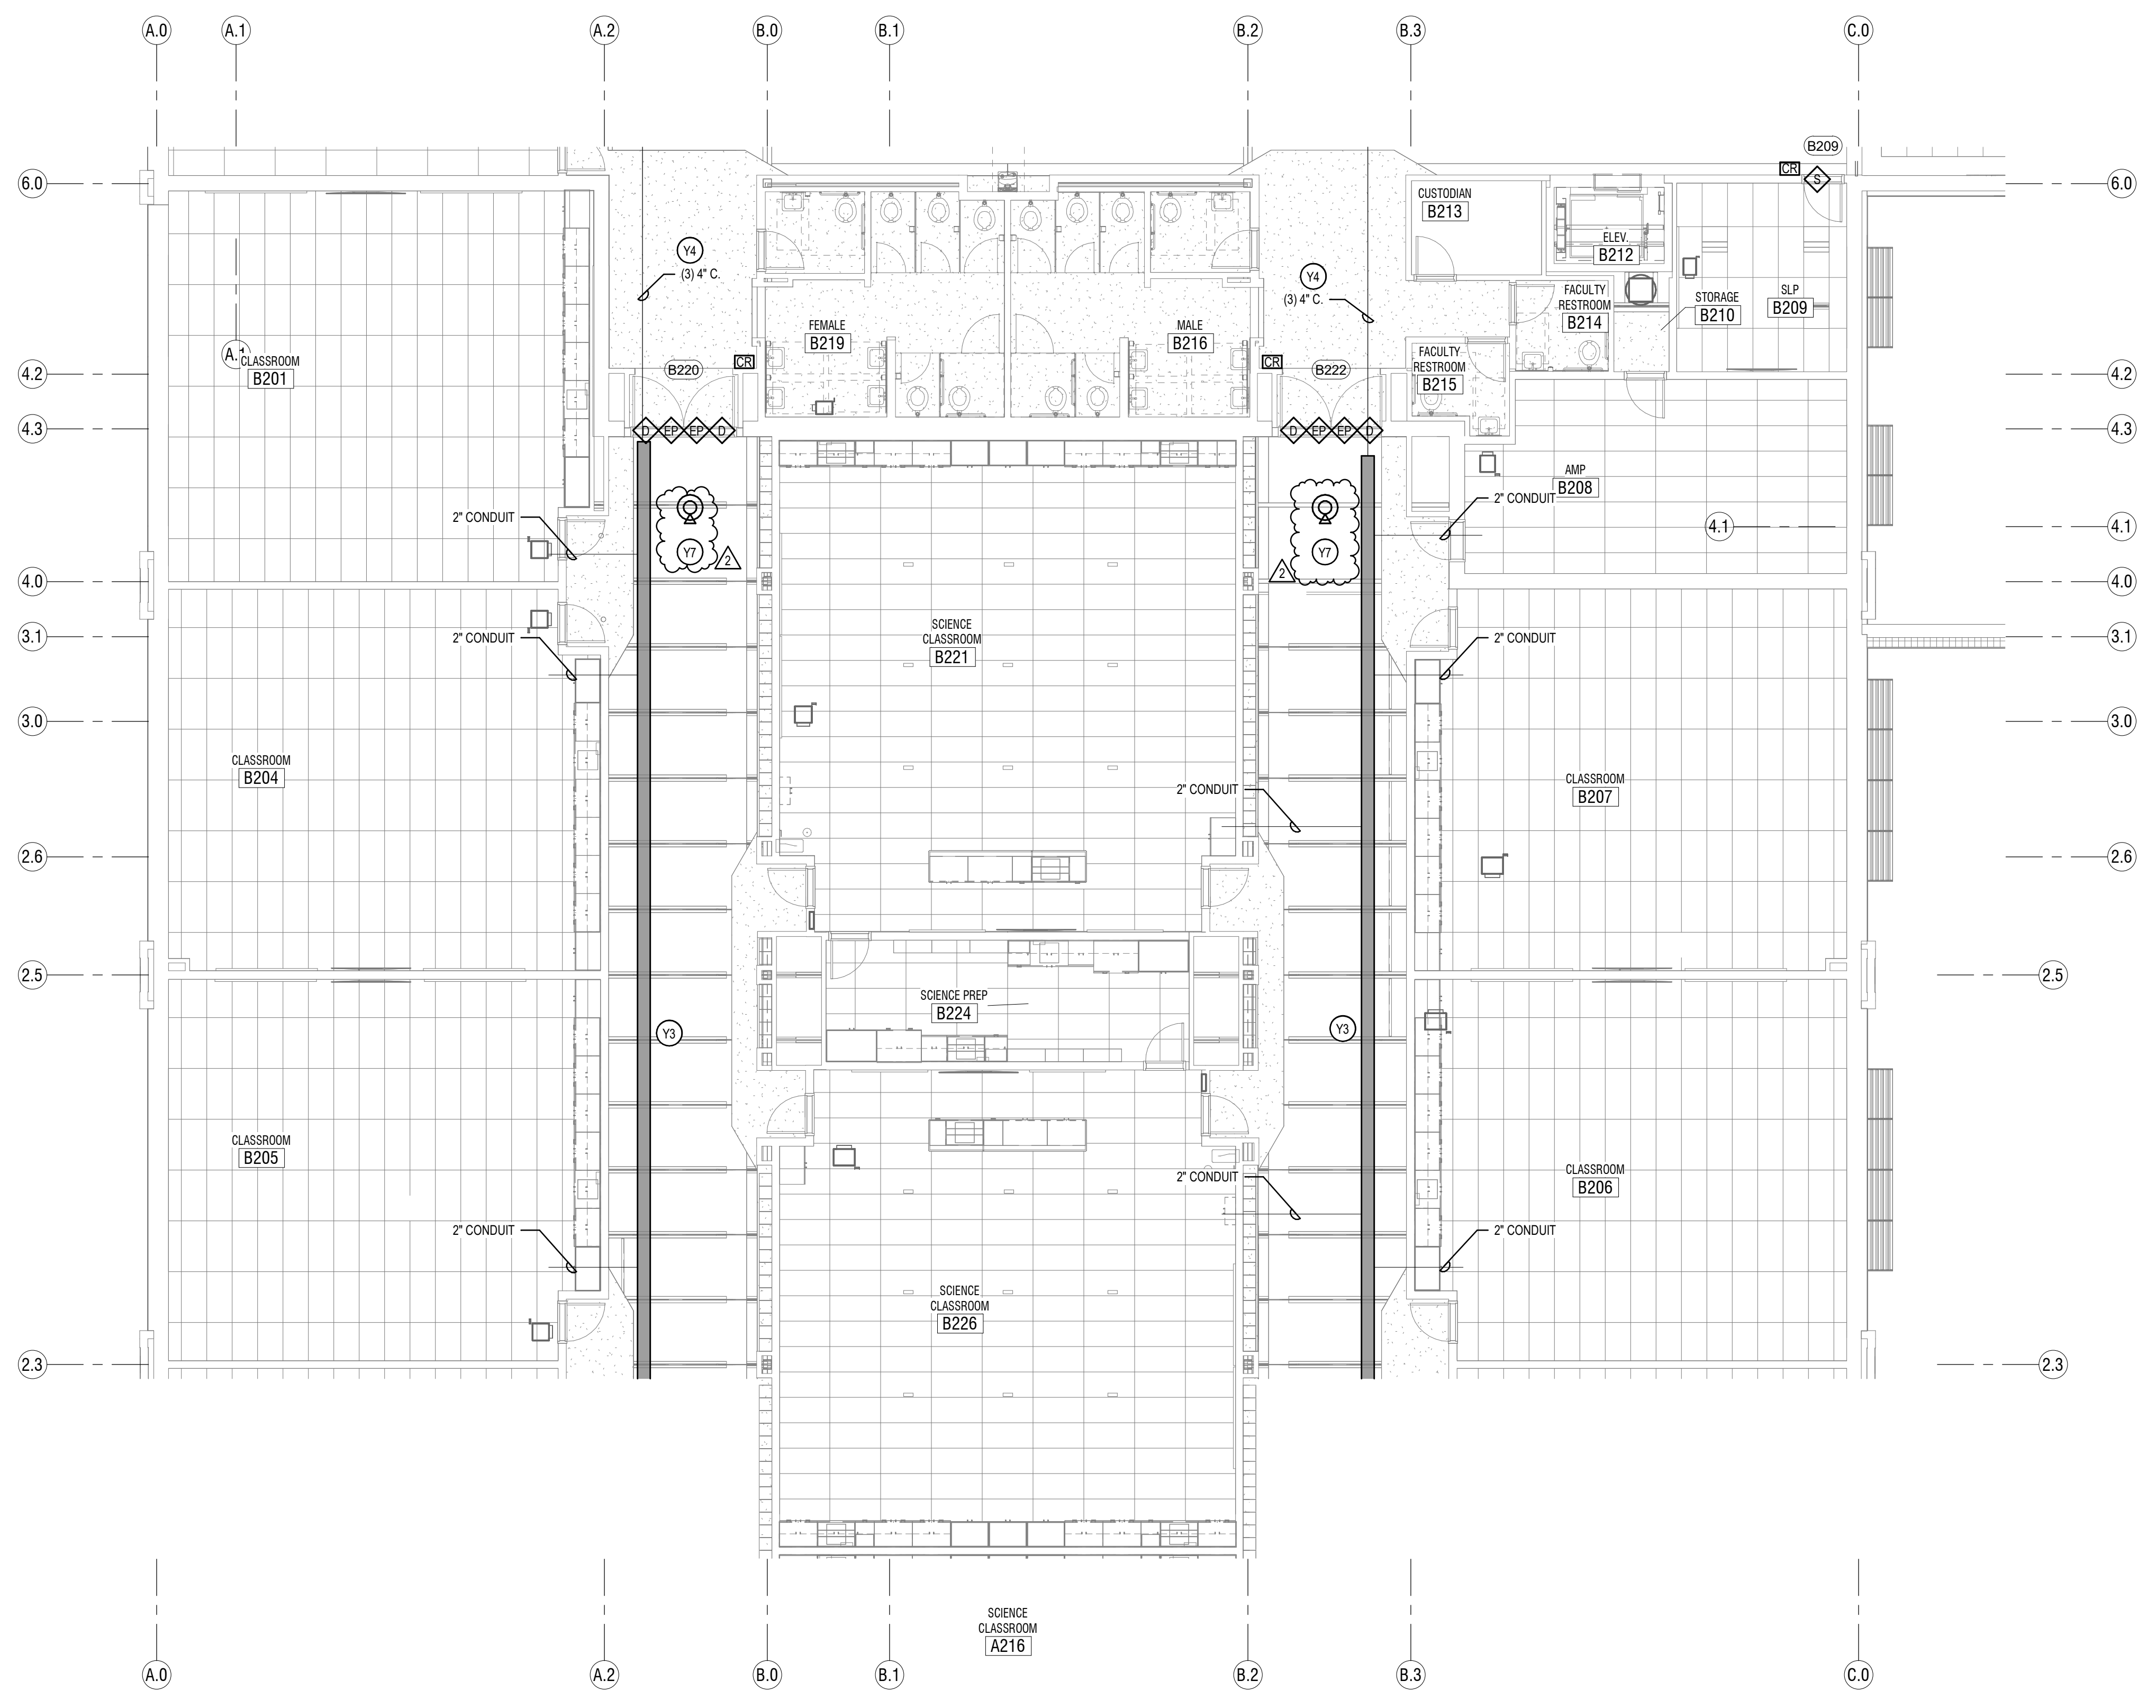 A.0
A.1
A.2
B.0
B.1
B.2
B.3
C.0
B209
CR
S
6.0
6.0
CUSTODIAN
B213
ELEV.
B212
Y4
(3) 4" C.
Y4
(3) 4" C.
FACULTY
RESTROOM
B214
STORAGE
B210
SLP
B209
FEMALE
B219
MALE
B216
A.1
CLASSROOM
B201
CR
CR
B220
B222
FACULTY
RESTROOM
B215
4.2
4.2
4.3
4.3
D
EP
EP
D
D
EP
EP
D
AMP
B208
2" CONDUIT
2" CONDUIT
4.1
4.1
Y7
2
Y7
2
4.0
4.0
3.1
3.1
2" CONDUIT
2" CONDUIT
SCIENCE
CLASSROOM
B221
3.0
3.0
CLASSROOM
B204
CLASSROOM
B207
2" CONDUIT
2.6
2.6
2.5
2.5
SCIENCE PREP
B224
Y3
Y3
CLASSROOM
B205
CLASSROOM
B206
2" CONDUIT
2" CONDUIT
2" CONDUIT
SCIENCE
CLASSROOM
B226
2.3
2.3
SCIENCE
CLASSROOM
A216
A.0
A.2
B.0
B.1
B.2
B.3
C.0